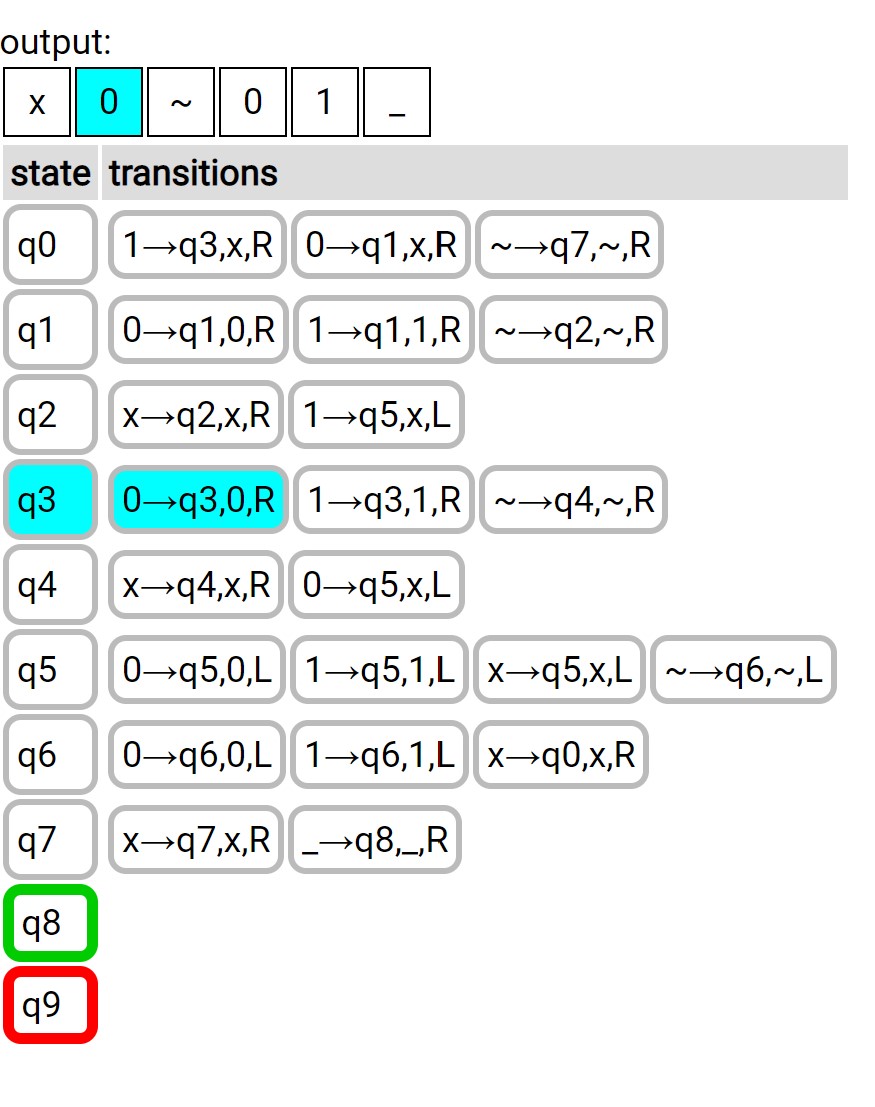 output:
x 0 ~ 0 1 _
state transitions
q0 1→q3,x,R 0→q1,x,R ~→q7,~,R
q1 0→q1,0,R 1→q1,1,R ~→q2,~,R
q2 x→q2,x,R 1→q5,x,L
q3 0→q3,0,R 1→q3,1,R ~→q4,~,R
q4 x→q4,x,R 0→q5,x,L
q5 0→q5,0,L 1→q5,1,L x→q5,x,L ~→q6,~,L
q6 0→q6,0,L 1→q6,1,L x→q0,x,R
q7 x→q7,x,R _→q8,_,R
q8
q9